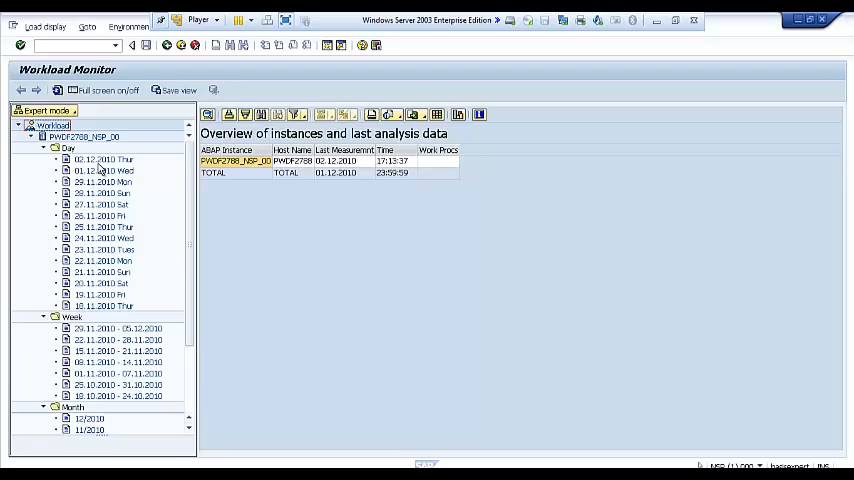 Load display Goto Environmen
Player
Windows Server 2003 Enterprise Edition
Workload Monitor
Full screen on/off Save view
Expert mode
Workload
PWDF2788_NSP_00
Day
02.12.2010 Thur
01.12.2010 Wed
29.11.2010 Mon
28.11.2010 Sun
27.11.2010 Sat
26.11.2010 Fri
25.11.2010 Thur
24.11.2010 Wed
23.11.2010 Tues
22.11.2010 Mon
21.11.2010 Sun
20.11.2010 Sat
19.11.2010 Fri
18.11.2010 Thur
Week
29.11.2010 - 05.12.2010
22.11.2010 - 28.11.2010
15.11.2010 - 21.11.2010
08.11.2010 - 14.11.2010
01.11.2010 - 07.11.2010
25.10.2010 - 31.10.2010
18.10.2010 - 24.10.2010
Month
12/2010
11/2010
Overview of instances and last analysis data
ABAP Instance Host Name Last Measuremnt Time Work Procs
PWDF2788_NSP_00 PWDF2788 02.12.2010 17:13:37
TOTAL TOTAL 01.12.2010 23:59:59